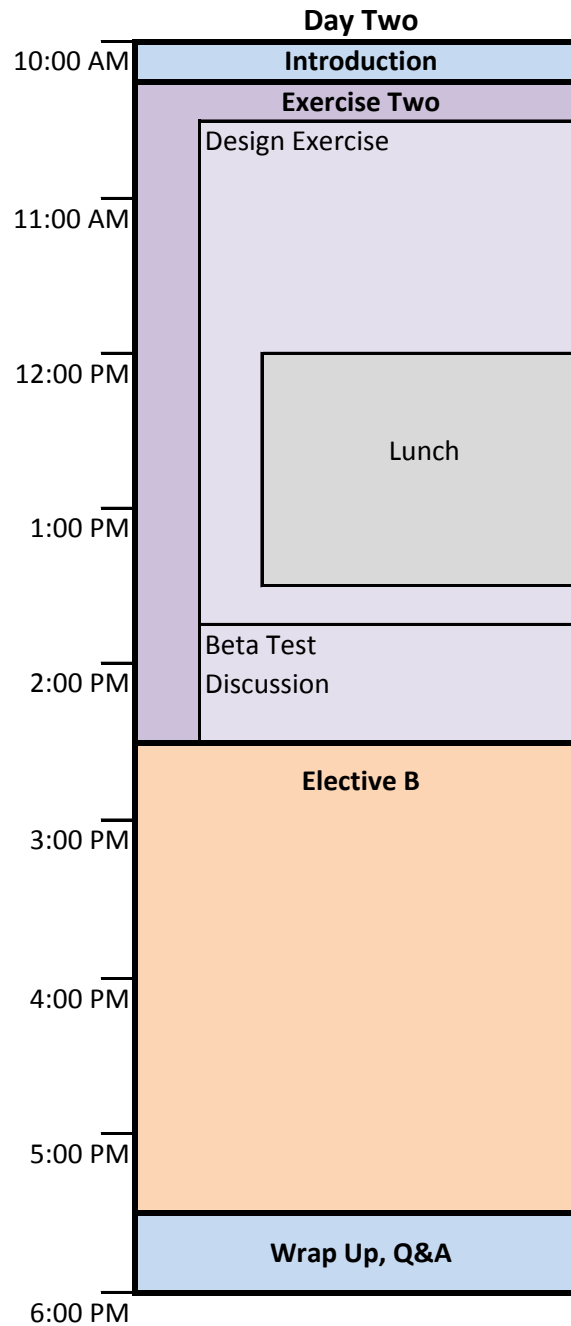 Day Two
10:00 AM
Introduction
Exercise Two
Design Exercise
11:00 AM
12:00 PM
Lunch
1:00 PM
Beta Test
2:00 PM
Discussion
Elective B
3:00 PM
4:00 PM
5:00 PM
Wrap Up, Q&A
6:00 PM